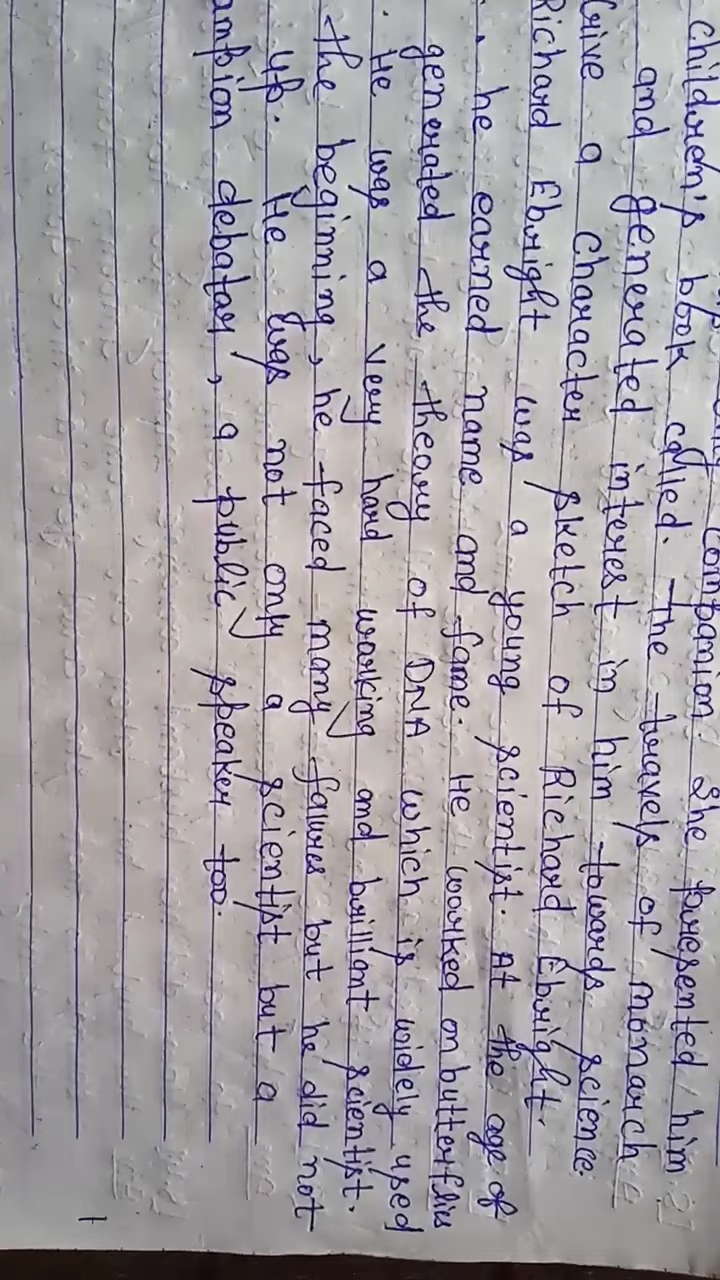 companion. She presented him
children's book called. the travels of monarch
and generated interest in him towards science.
Give a character sketch of Richard Ebright.
Richard Ebright was a young scientist. At the age of
he earned name and fame. He worked on butterflies
generated the theory of DNA which is widely used
. He was a very hard working and brilliant scientist.
the beginning, he faced many faiures but he did not
up. He was not only a scientist but a
ampion debatar, a public speaker too.